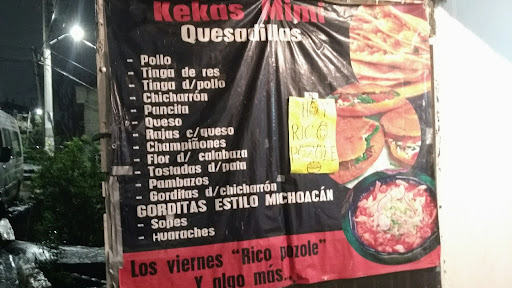 Kekas Mimi
Quesadillas
- Pollo
- Tinga de res
- Tinga d/pollo
- Chicharrón
- Pancita
- Queso
- Rajas c/queso
- Champiñones
- Flor d/ calabaza
- Tostadas d/pata
- Pambazos
- Gorditas d/chicharrón
GORDITAS ESTILO MICHOACÁN
- Sopes
- Huaraches
HOY
RICO
POZOLE
Los viernes "Rico pozole"
Y algo más...